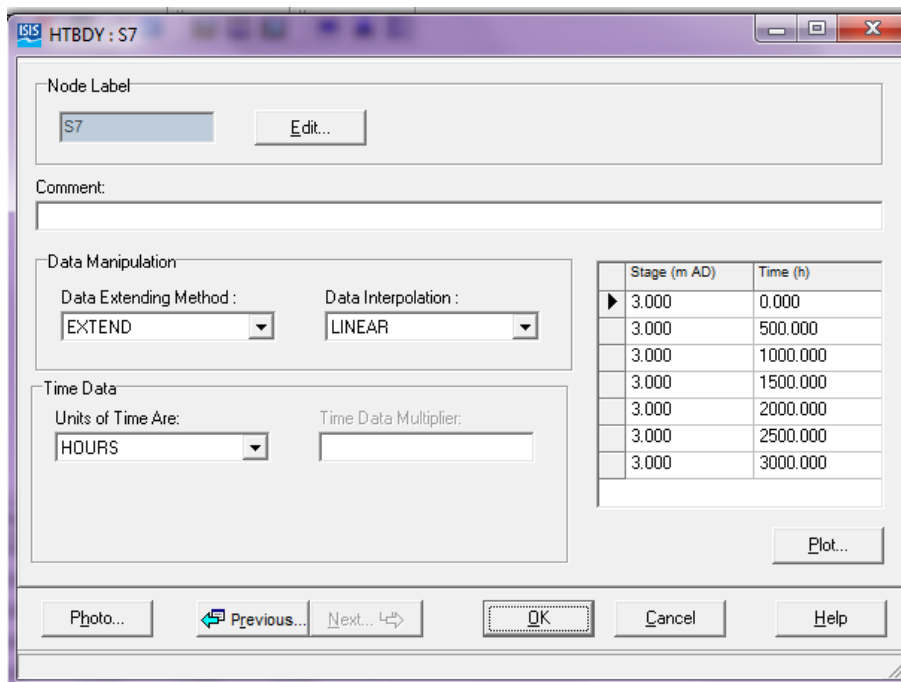 ISIS HTBDY : S7
Node Label
S7 Edit...
Comment:
Data Manipulation
Data Extending Method : Data Interpolation :
EXTEND LINEAR
Time Data
Units of Time Are: Time Data Multiplier:
HOURS
Stage (m AD) Time (h)
3.000 0.000
3.000 500.000
3.000 1000.000
3.000 1500.000
3.000 2000.000
3.000 2500.000
3.000 3000.000
Plot...
Photo... Previous... Next... OK Cancel Help